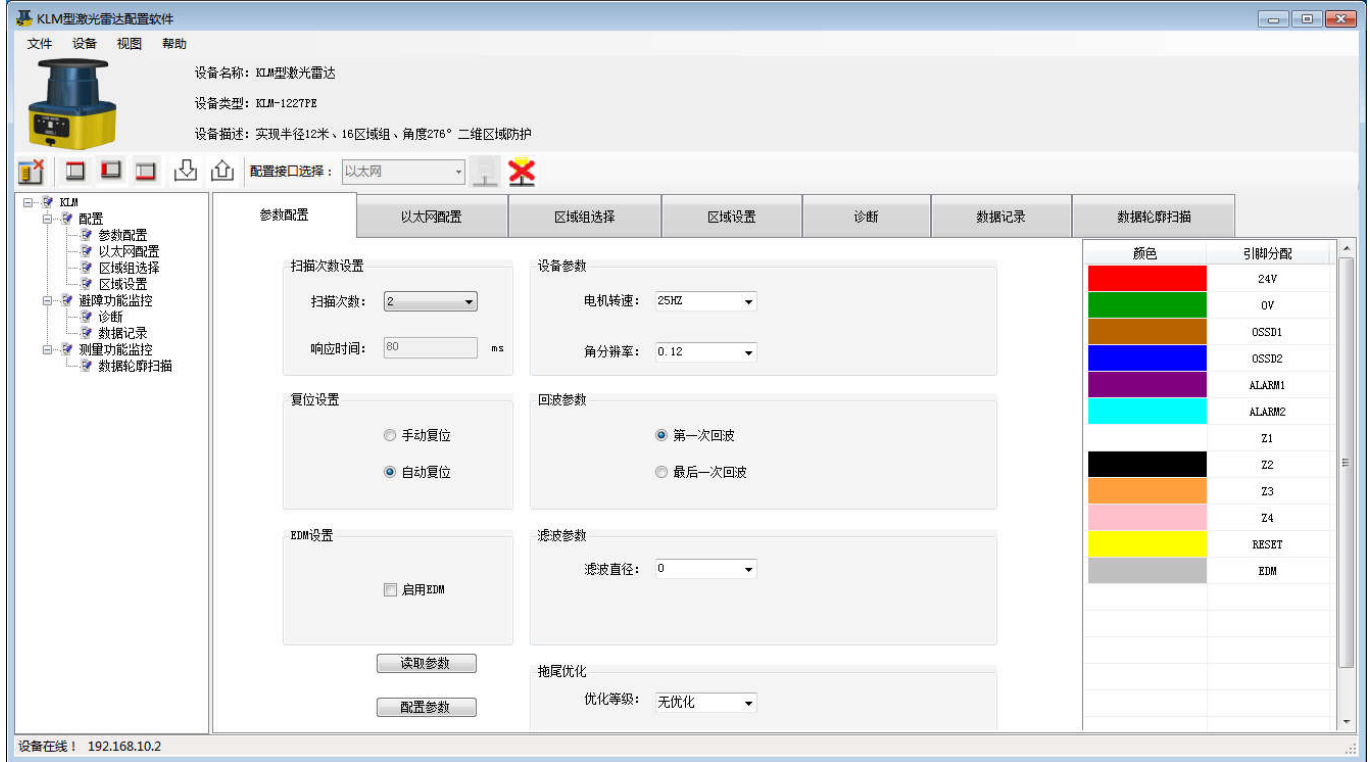 KLM型激光雷达配置软件
文件 设备 视图 帮助
设备名称：KLM型激光雷达
设备类型：KLM-1227PE
设备描述：实现半径12米、16区域组、角度276°二维区域防护
配置接口选择： 以太网
KLM
配置
参数配置
以太网配置
区域组选择
区域设置
避障功能监控
诊断
数据记录
测量功能监控
数据轮廓扫描
参数配置 以太网配置 区域组选择 区域设置 诊断 数据记录 数据轮廓扫描
扫描次数设置
扫描次数： 2
响应时间： 80 ms
设备参数
电机转速： 25HZ
角分辨率： 0.12
复位设置
手动复位
自动复位
回波参数
第一次回波
最后一次回波
EDM设置
启用EDM
滤波参数
滤波直径： 0
读取参数
配置参数
拖尾优化
优化等级： 无优化
颜色 引脚分配
24V
0V
OSSD1
OSSD2
ALARM1
ALARM2
Z1
Z2
Z3
Z4
RESET
EDM
设备在线！ 192.168.10.2